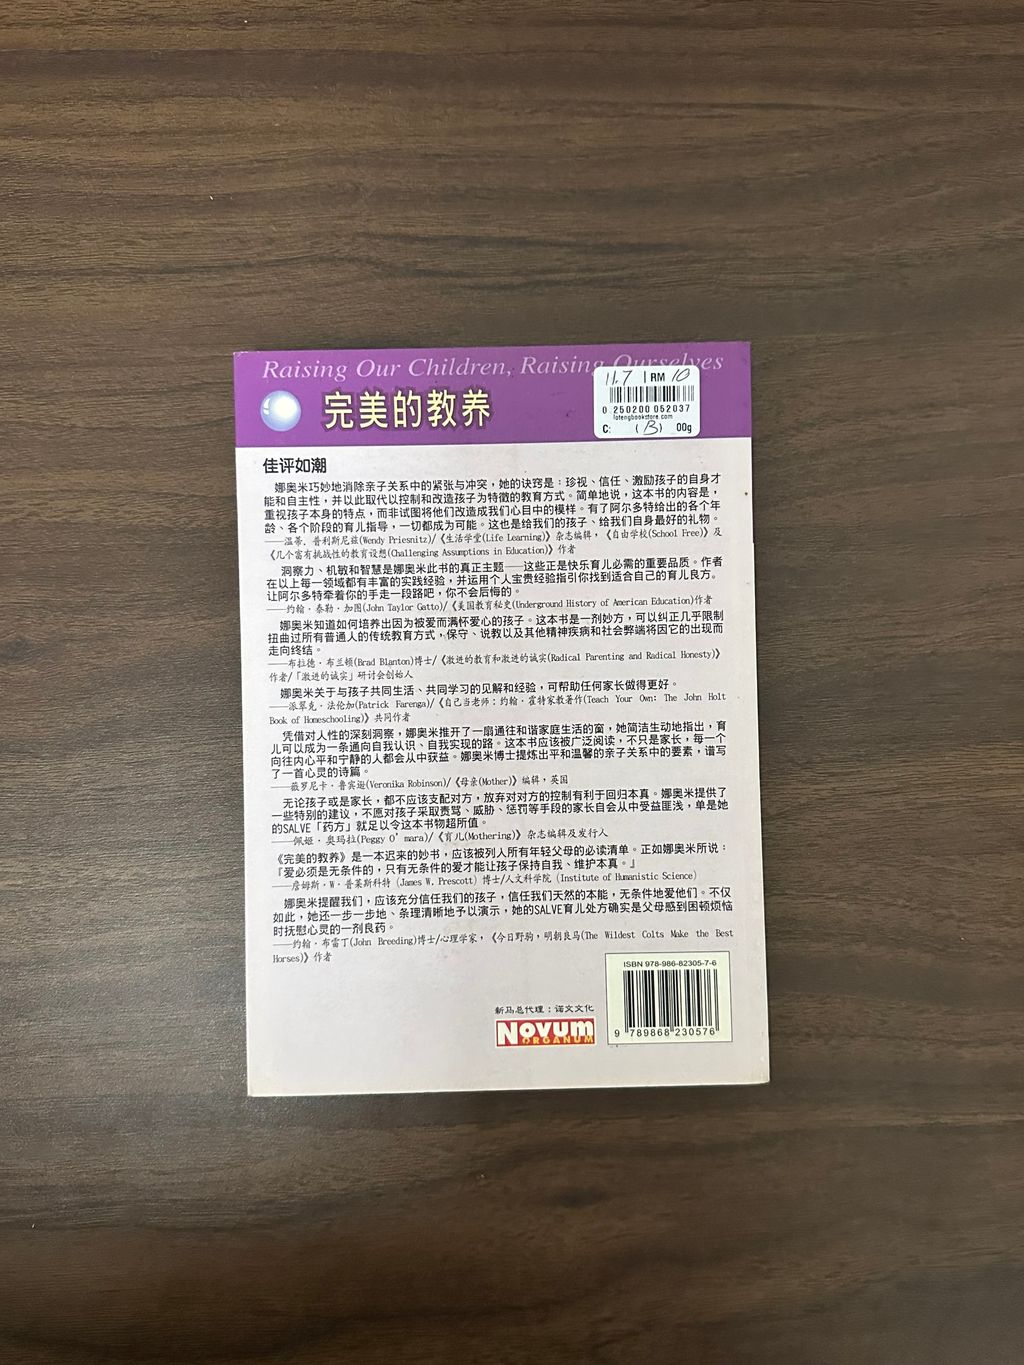 Raising Our Children, Raising Ourselves
完美的教养
11.7 RM 10
0 250200 052037
lotengbookstore.com
C: (B) 00g
佳评如潮
娜奥米巧妙地消除亲子关系中的紧张与冲突，她的诀窍是：珍视、信任、激励孩子的自身才
能和自主性，并以此取代以控制和改造孩子为特徵的教育方式。简单地说，这本书的内容是，
重视孩子本身的特点，而非试图将他们改造成我们心目中的模样。有了阿尔多特给出的各个年
龄、各个阶段的育儿指导，一切都成为可能。这也是给我们的孩子、给我们自身最好的礼物。
——温蒂．普利斯尼兹(Wendy Priesnitz)/《生活学堂(Life Learning)》杂志编辑，《自由学校(School Free)》及
《几个富有挑战性的教育设想(Challenging Assumptions in Education)》作者
洞察力、机敏和智慧是娜奥米此书的真正主题——这些正是快乐育儿必需的重要品质。作者
在以上每一领域都有丰富的实践经验，并运用个人宝贵经验指引你找到适合自己的育儿良方。
让阿尔多特牵着你的手走一段路吧，你不会后悔的。
——约翰．泰勒．加图(John Taylor Gatto)/《美国教育秘史(Underground History of American Education)作者
娜奥米知道如何培养出因为被爱而满怀爱心的孩子。这本书是一剂妙方，可以纠正几乎限制
扭曲过所有普通人的传统教育方式，保守、说教以及其他精神疾病和社会弊端将因它的出现而
走向终结。
——布拉德．布兰顿(Brad Blanton)博士/《激进的教育和激进的诚实(Radical Parenting and Radical Honesty)》
作者/「激进的诚实」研讨会创始人
娜奥米关于与孩子共同生活、共同学习的见解和经验，可帮助任何家长做得更好。
——派翠克．法伦加(Patrick Farenga)/《自己当老师：约翰．霍特家教著作(Teach Your Own: The John Holt
Book of Homeschooling)》共同作者
凭借对人性的深刻洞察，娜奥米推开了一扇通往和谐家庭生活的窗，她简洁生动地指出，育
儿可以成为一条通向自我认识、自我实现的路。这本书应该被广泛阅读，不只是家长，每一个
向往内心平和和宁静的人都会从中获益。娜奥米博士提炼出平和温馨的亲子关系中的要素，谱写
了一首心灵的诗篇。
——薇罗尼卡．鲁宾逊(Veronika Robinson)/《母亲(Mother)》编辑，英国
无论孩子或是家长，都不应该支配对方，放弃对对方的控制有利于回归本真。娜奥米提供了
一些特别的建议，不愿对孩子采取责骂、威胁、惩罚等手段的家长自会从中受益匪浅，单是她
的SALVE「药方」就足以令这本书物超所值。
——佩姬．奥玛拉(Peggy O'mara)/《育儿(Mothering)》杂志编辑及发行人
《完美的教养》是一本迟来的妙书，应该被列入所有年轻父母的必读清单。正如娜奥米所说：
『爱必须是无条件的，只有无条件的爱才能让孩子保持自我、维护本真。』
——詹姆斯．W．普莱斯科特 (James W. Prescott) 博士/人文科学院 (Institute of Humanistic Science)
娜奥米提醒我们，应该充分信任我们的孩子，信任我们天然的本能，无条件地爱他们。不仅
如此，她还一步一步地、条理清晰地予以演示，她的SALVE育儿处方确实是父母感到困顿烦恼
时抚慰心灵的一剂良药。
——约翰．布雷丁(John Breeding)博士/心理学家，《今日野驹，明朝良马(The Wildest Colts Make the Best
Horses)》作者
ISBN 978-986-82305-7-6
9 789868 230576
新马总代理：诺文文化
NOVUM
ORGANUM